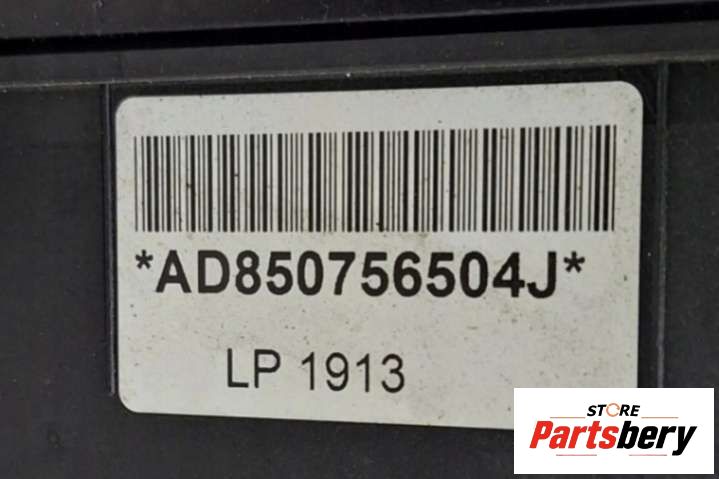 *AD850756504J*
LP 1913
STORE
Partsbery